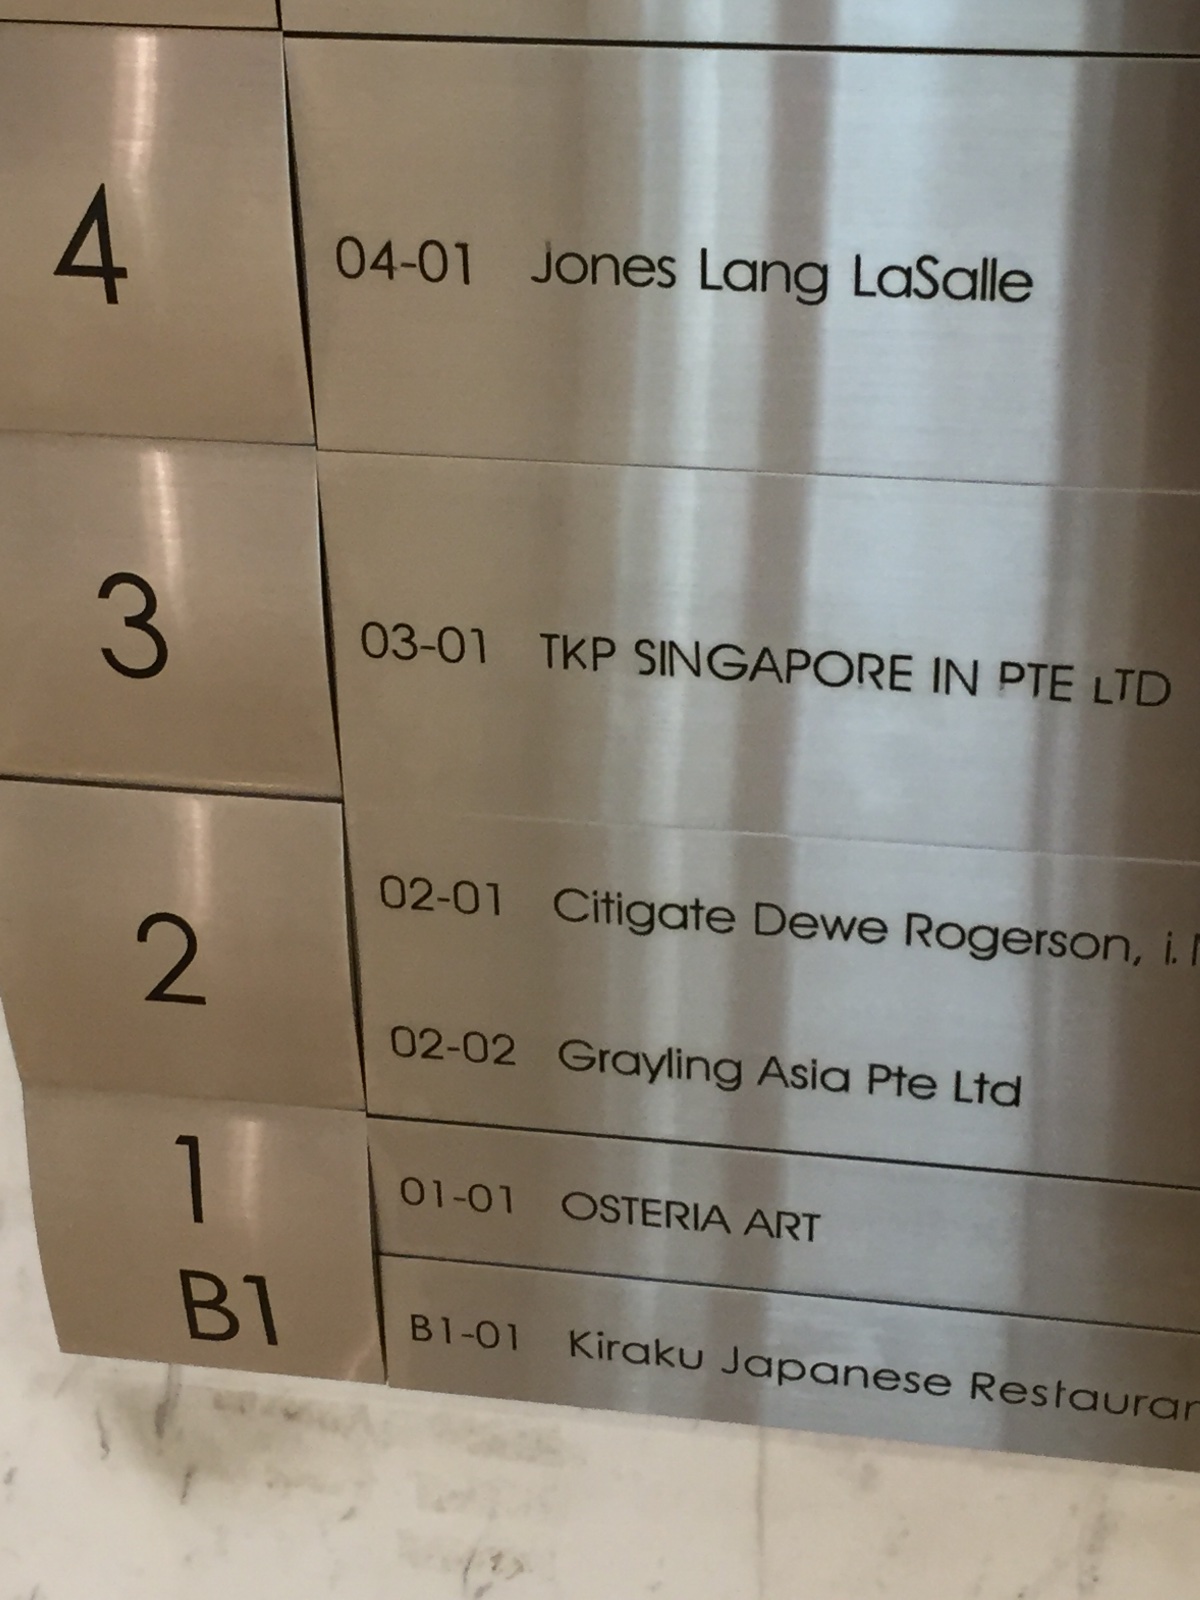 4
04-01 Jones Lang LaSalle
3
03-01 TKP SINGAPORE IN PTE LTD
2
02-01 Citigate Dewe Rogerson, i.
02-02 Grayling Asia Pte Ltd
1
01-01 OSTERIA ART
B1
B1-01 Kiraku Japanese